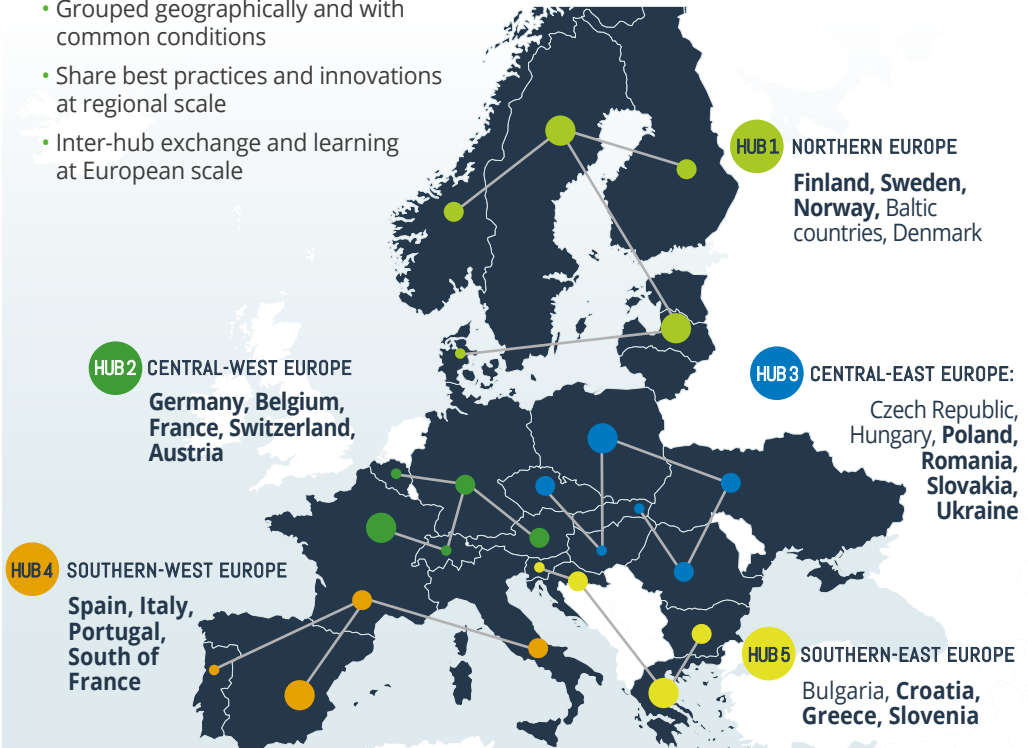 • Grouped geographically and with
common conditions
• Share best practices and innovations
at regional scale
• Inter-hub exchange and learning
at European scale
HUB 1 NORTHERN EUROPE
Finland, Sweden,
Norway, Baltic
countries, Denmark
HUB 2 CENTRAL-WEST EUROPE
Germany, Belgium,
France, Switzerland,
Austria
HUB 3 CENTRAL-EAST EUROPE:
Czech Republic,
Hungary, Poland,
Romania,
Slovakia,
Ukraine
HUB 4 SOUTHERN-WEST EUROPE
Spain, Italy,
Portugal,
South of
France
HUB 5 SOUTHERN-EAST EUROPE
Bulgaria, Croatia,
Greece, Slovenia